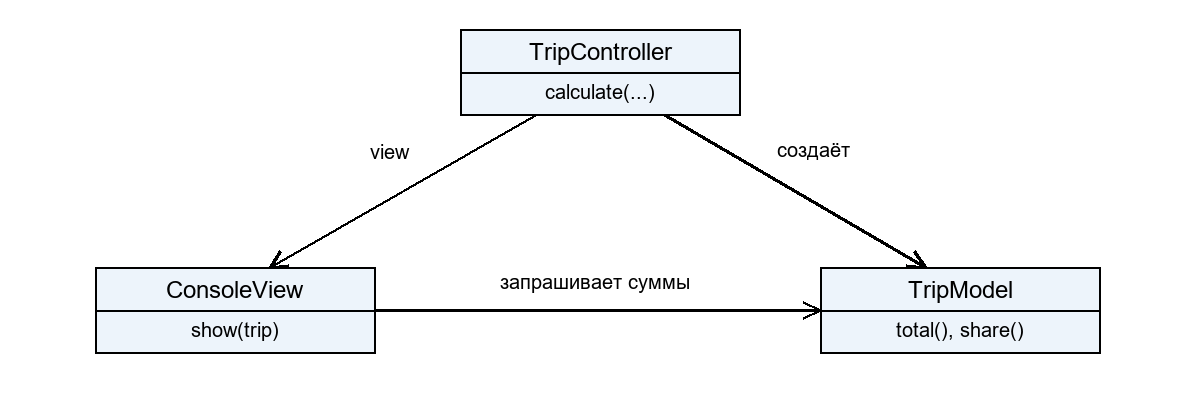 TripController
calculate(...)
view
создаёт
ConsoleView
show(trip)
запрашивает суммы
TripModel
total(), share()